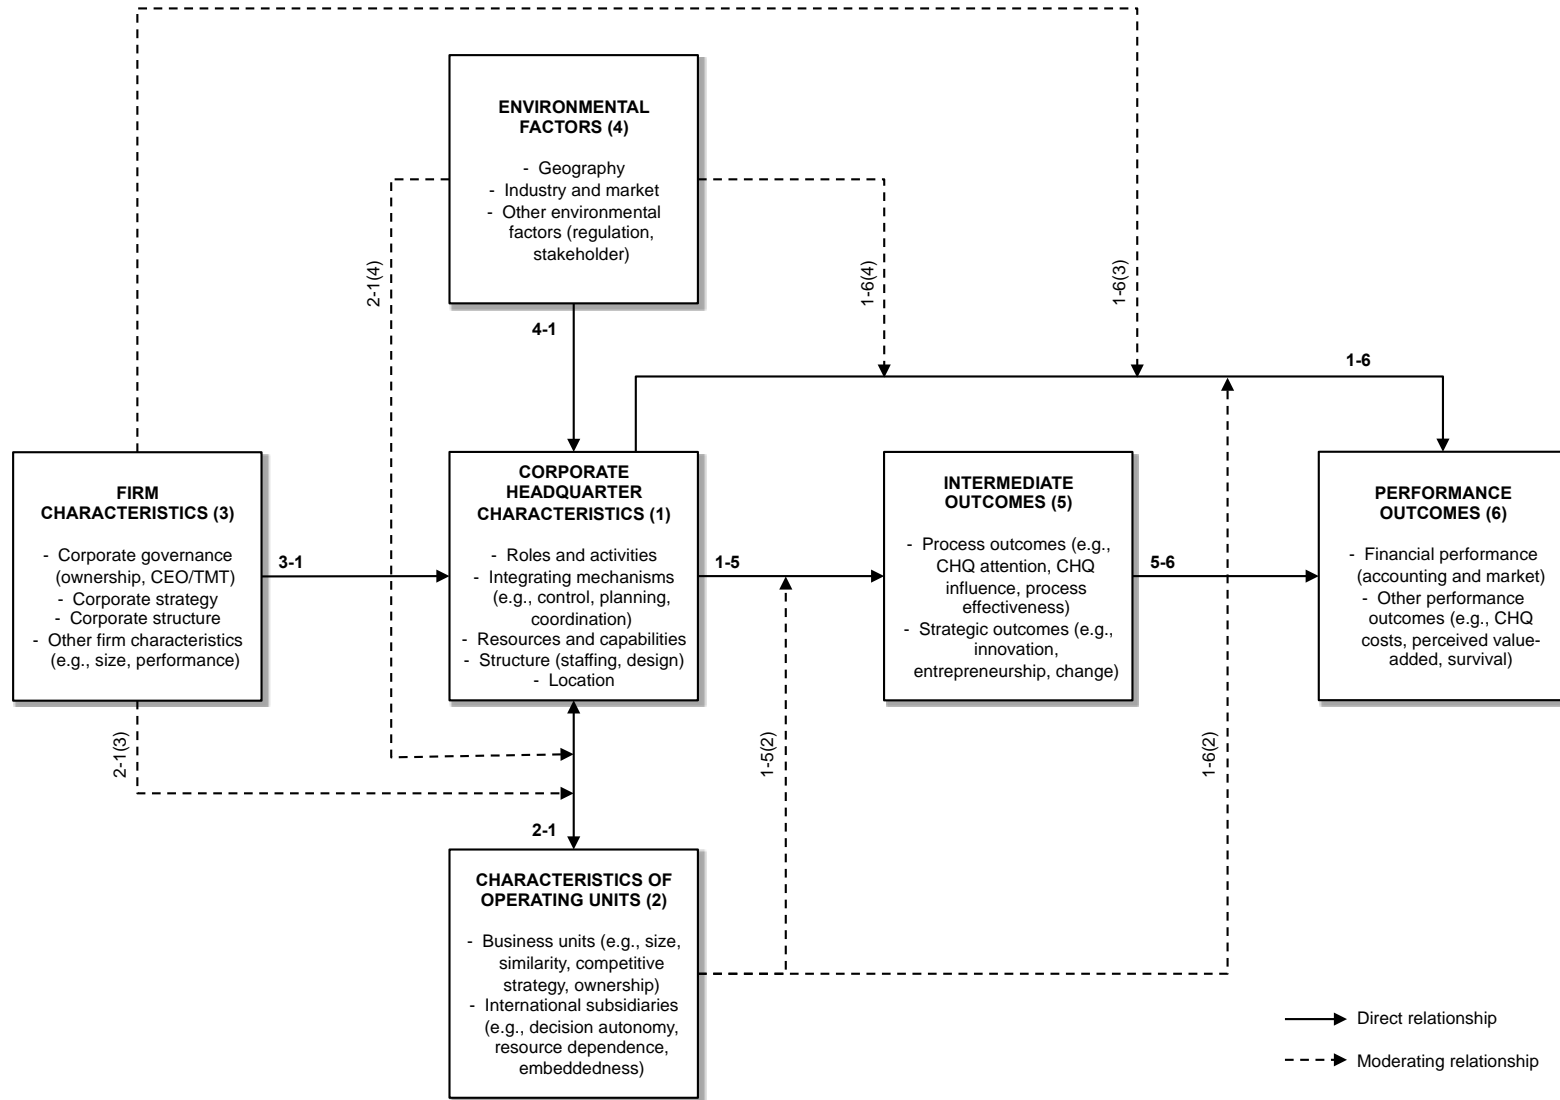 ENVIRONMENTAL
FACTORS (4)
- Geography
- Industry and market
- Other environmental
factors (regulation,
stakeholder)
2-1(4)
1-6(4)
1-6(3)
4-1
1-6
FIRM
CHARACTERISTICS (3)
- Corporate governance
(ownership, CEO/TMT)
- Corporate strategy
- Corporate structure
- Other firm characteristics
(e.g., size, performance)
3-1
CORPORATE
HEADQUARTER
CHARACTERISTICS (1)
- Roles and activities
- Integrating mechanisms
(e.g., control, planning,
coordination)
- Resources and capabilities
- Structure (staffing, design)
- Location
1-5
INTERMEDIATE
OUTCOMES (5)
- Process outcomes (e.g.,
CHQ attention, CHQ
influence, process
effectiveness)
- Strategic outcomes (e.g.,
innovation,
entrepreneurship, change)
5-6
PERFORMANCE
OUTCOMES (6)
- Financial performance
(accounting and market)
- Other performance
outcomes (e.g., CHQ
costs, perceived value-
added, survival)
2-1(3)
1-5(2)
1-6(2)
2-1
CHARACTERISTICS OF
OPERATING UNITS (2)
- Business units (e.g., size,
similarity, competitive
strategy, ownership)
- International subsidiaries
(e.g., decision autonomy,
resource dependence,
embeddedness)
Direct relationship
Moderating relationship